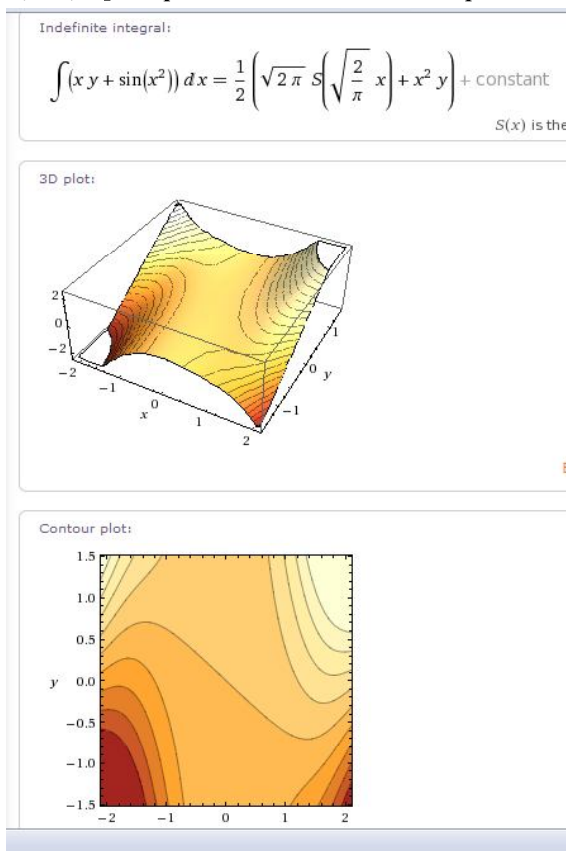 Indefinite integral:
∫(x y + sin(x²)) d x = 1/2 (√(2 π) S(√(2/π) x) + x² y) + constant
S(x) is the
3D plot:
2
0
−2
−2
−1
0
1
2
x
−1
0
1
y
Contour plot:
1.5
1.0
0.5
y 0.0
−0.5
−1.0
−1.5
−2 −1 0 1 2